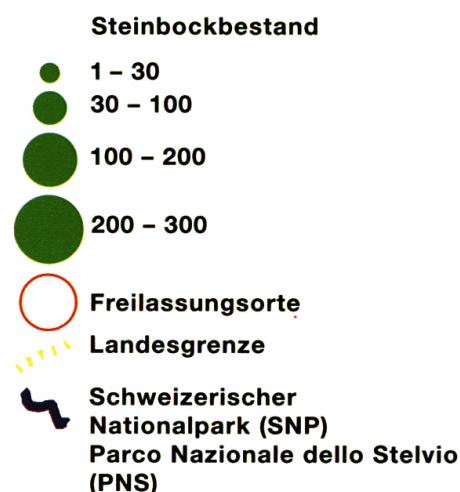 Steinbockbestand
1 – 30
30 – 100
100 – 200
200 – 300
Freilassungsorte
Landesgrenze
Schweizerischer
Nationalpark (SNP)
Parco Nazionale dello Stelvio
(PNS)